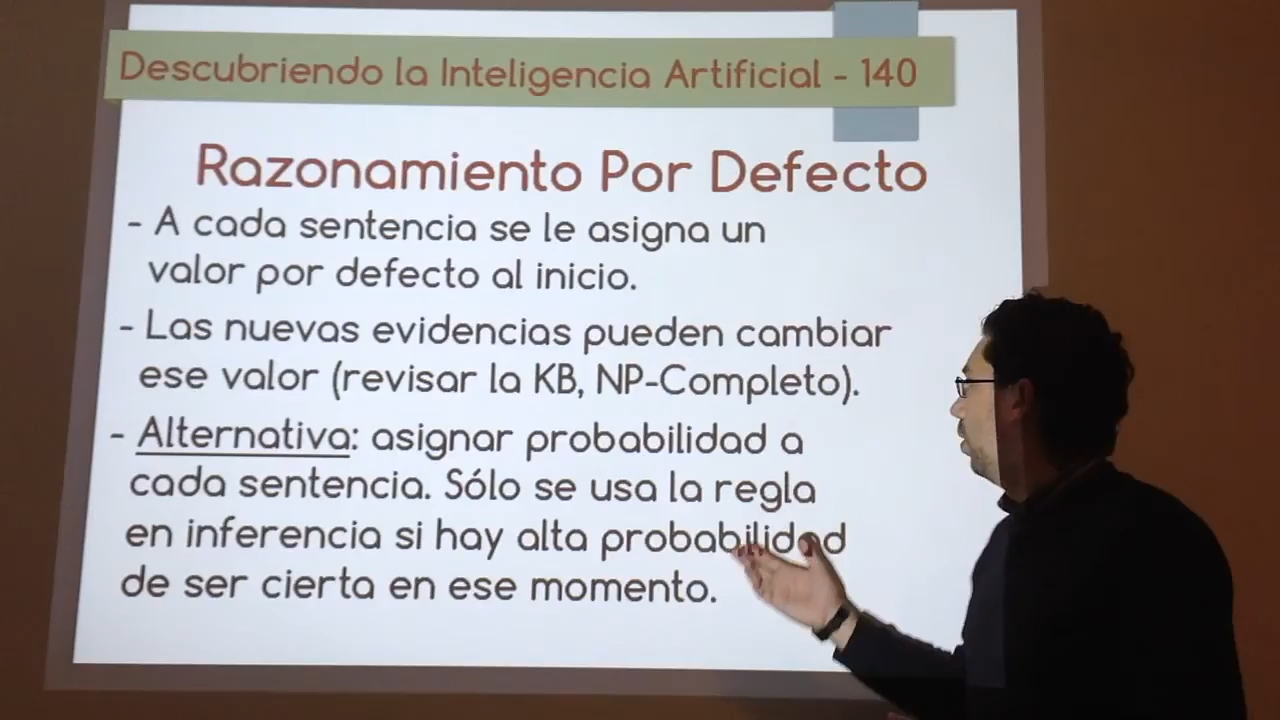 Descubriendo la Inteligencia Artificial - 140
Razonamiento Por Defecto
- A cada sentencia se le asigna un
valor por defecto al inicio.
- Las nuevas evidencias pueden cambiar
ese valor (revisar la KB, NP-Completo).
- Alternativa: asignar probabilidad a
cada sentencia. Sólo se usa la regla
en inferencia si hay alta probabilidad
de ser cierta en ese momento.